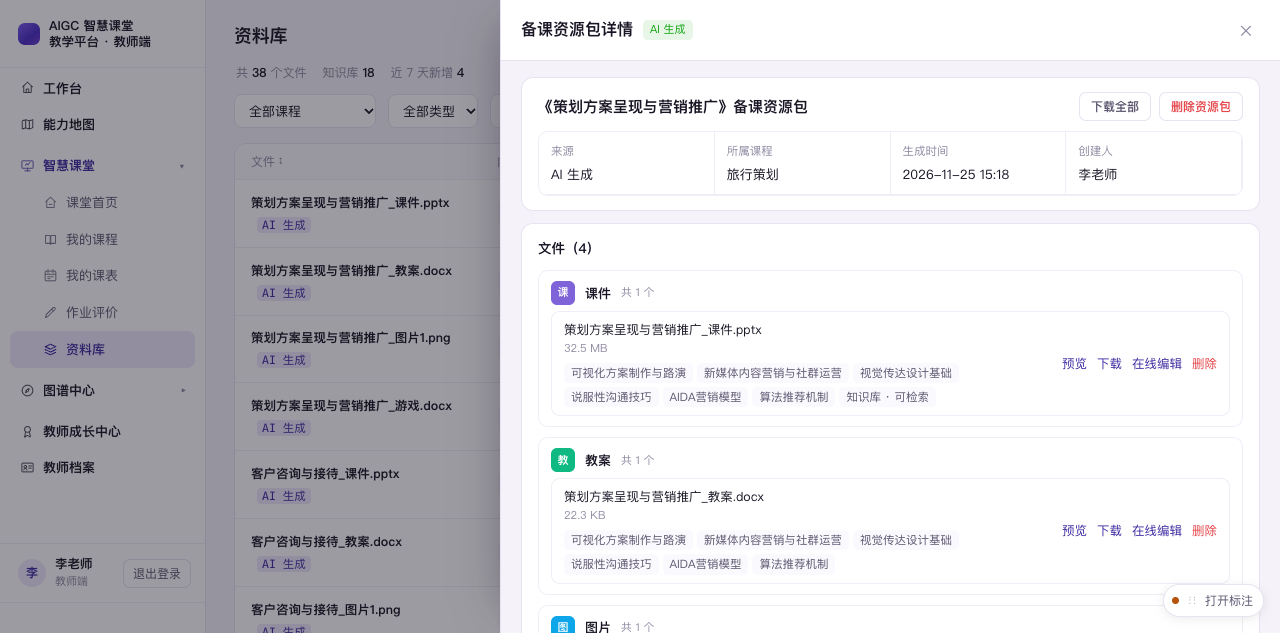 AIGC 智慧课堂
教学平台 · 教师端
工作台
能力地图
智慧课堂
课堂首页
我的课程
我的课表
作业评价
资料库
图谱中心
教师成长中心
教师档案
李
李老师
教师端
退出登录
资料库
共 38 个文件 知识库 18 近 7 天新增 4
全部课程
全部类型
文件
策划方案呈现与营销推广_课件.pptx
AI 生成
策划方案呈现与营销推广_教案.docx
AI 生成
策划方案呈现与营销推广_图片1.png
AI 生成
策划方案呈现与营销推广_游戏.docx
AI 生成
客户咨询与接待_课件.pptx
AI 生成
客户咨询与接待_教案.docx
AI 生成
客户咨询与接待_图片1.png
AI 生成
备课资源包详情 AI 生成
《策划方案呈现与营销推广》备课资源包
下载全部 删除资源包
来源 所属课程 生成时间 创建人
AI 生成 旅行策划 2026-11-25 15:18 李老师
文件（4）
课 课件 共 1 个
策划方案呈现与营销推广_课件.pptx
32.5 MB
可视化方案制作与路演 新媒体内容营销与社群运营 视觉传达设计基础
说服性沟通技巧 AIDA营销模型 算法推荐机制 知识库 · 可检索
预览 下载 在线编辑 删除
教 教案 共 1 个
策划方案呈现与营销推广_教案.docx
22.3 KB
可视化方案制作与路演 新媒体内容营销与社群运营 视觉传达设计基础
说服性沟通技巧 AIDA营销模型 算法推荐机制
预览 下载 在线编辑 删除
图 图片 共 1 个
打开标注